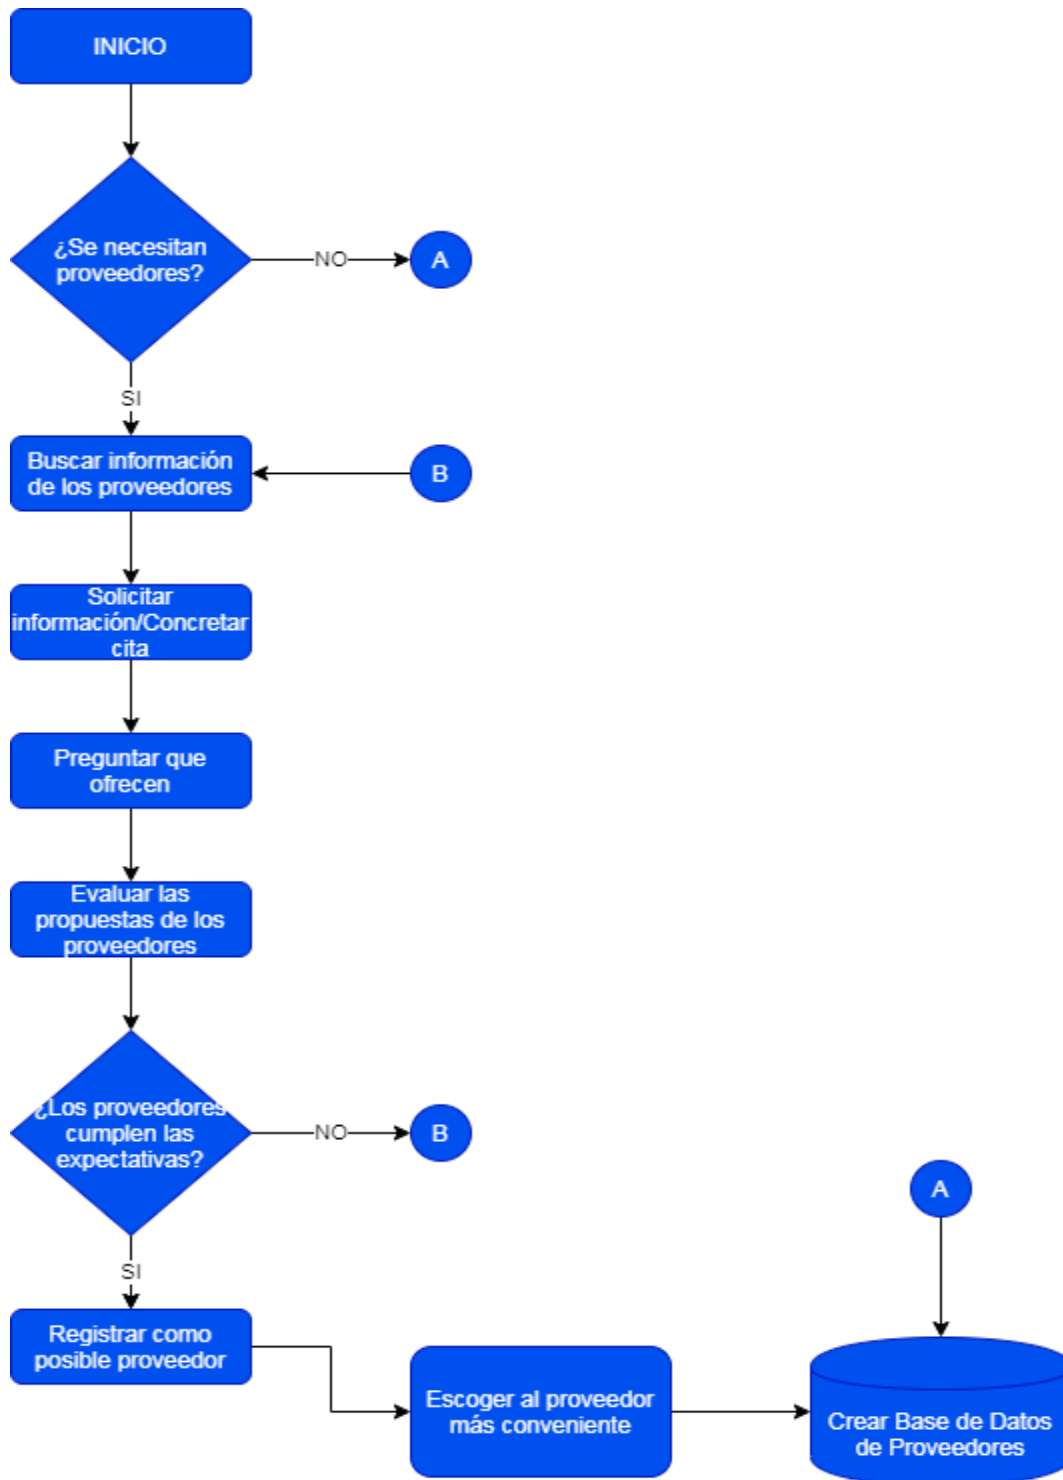 INICIO
¿Se necesitan
proveedores?
NO
A
SI
Buscar información
de los proveedores
B
Solicitar
información/Concretar
cita
Preguntar que
ofrecen
Evaluar las
propuestas de los
proveedores
¿Los proveedores
cumplen las
expectativas?
NO
B
A
SI
Registrar como
posible proveedor
Escoger al proveedor
más conveniente
Crear Base de Datos
de Proveedores